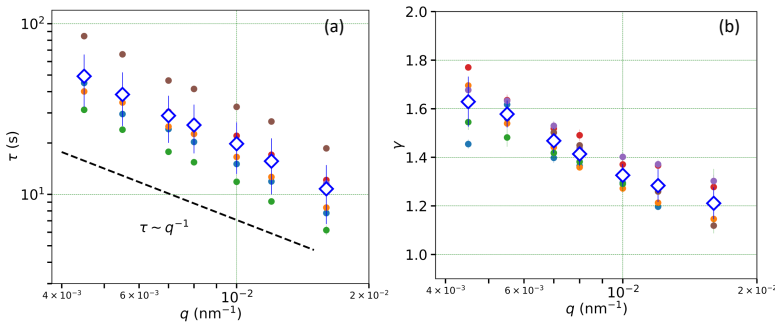 (a)
10²
τ (s)
10¹
τ ~ q⁻¹
4 × 10⁻³
6 × 10⁻³
10⁻²
2 × 10⁻²
q (nm⁻¹)
(b)
2.0
1.8
1.6
γ
1.4
1.2
1.0
4 × 10⁻³
6 × 10⁻³
10⁻²
2 × 10⁻²
q (nm⁻¹)